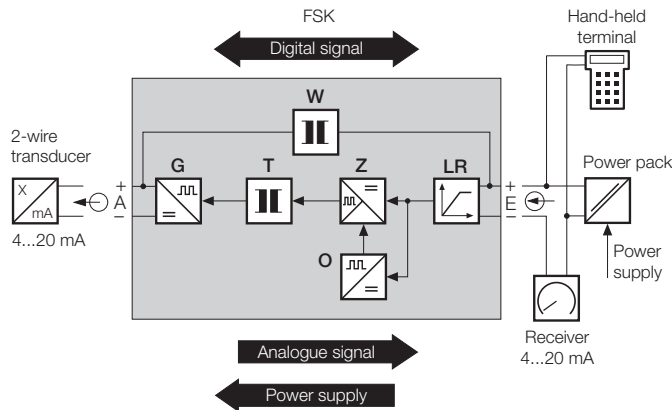 FSK
Digital signal
Hand-held
terminal
W
2-wire
transducer
G
T
Z
LR
Power pack
X
mA
+
A
–
+
E
–
4...20 mA
O
Power
supply
Receiver
4...20 mA
Analogue signal
Power supply